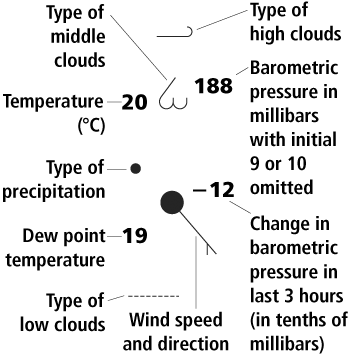 Type of
middle
clouds
Type of
high clouds
Temperature
(°C)
20
188
Barometric
pressure in
millibars
with initial
9 or 10
omitted
Type of
precipitation
–12
Dew point
temperature
19
Change in
barometric
pressure in
last 3 hours
(in tenths of
millibars)
Type of
low clouds
Wind speed
and direction